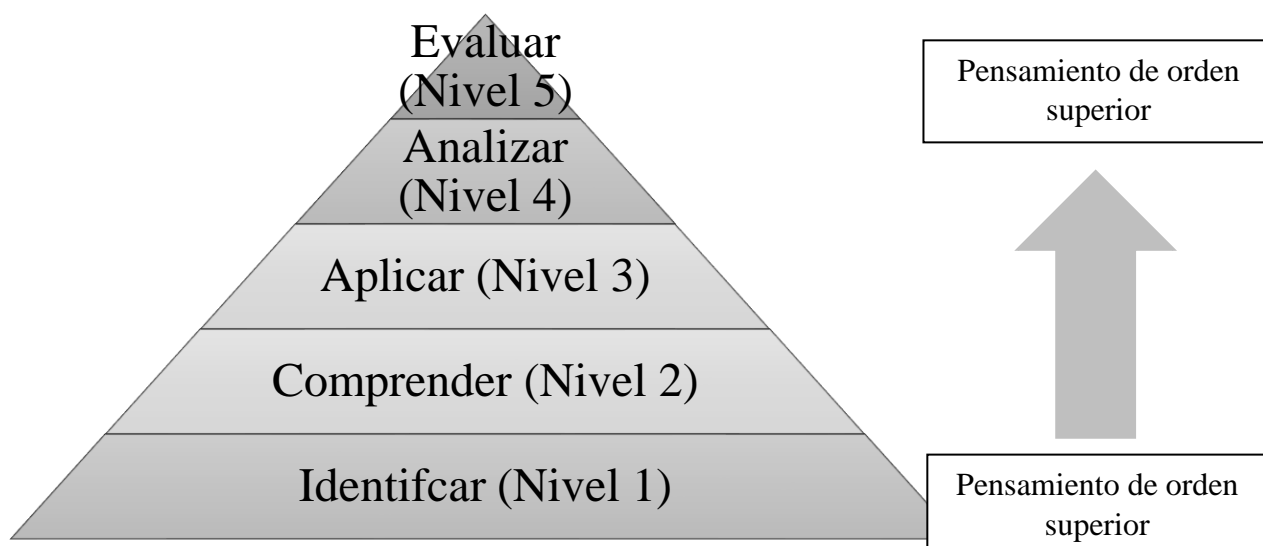 Evaluar
(Nivel 5)
Analizar
(Nivel 4)
Aplicar (Nivel 3)
Comprender (Nivel 2)
Identifcar (Nivel 1)
Pensamiento de orden
superior
Pensamiento de orden
superior